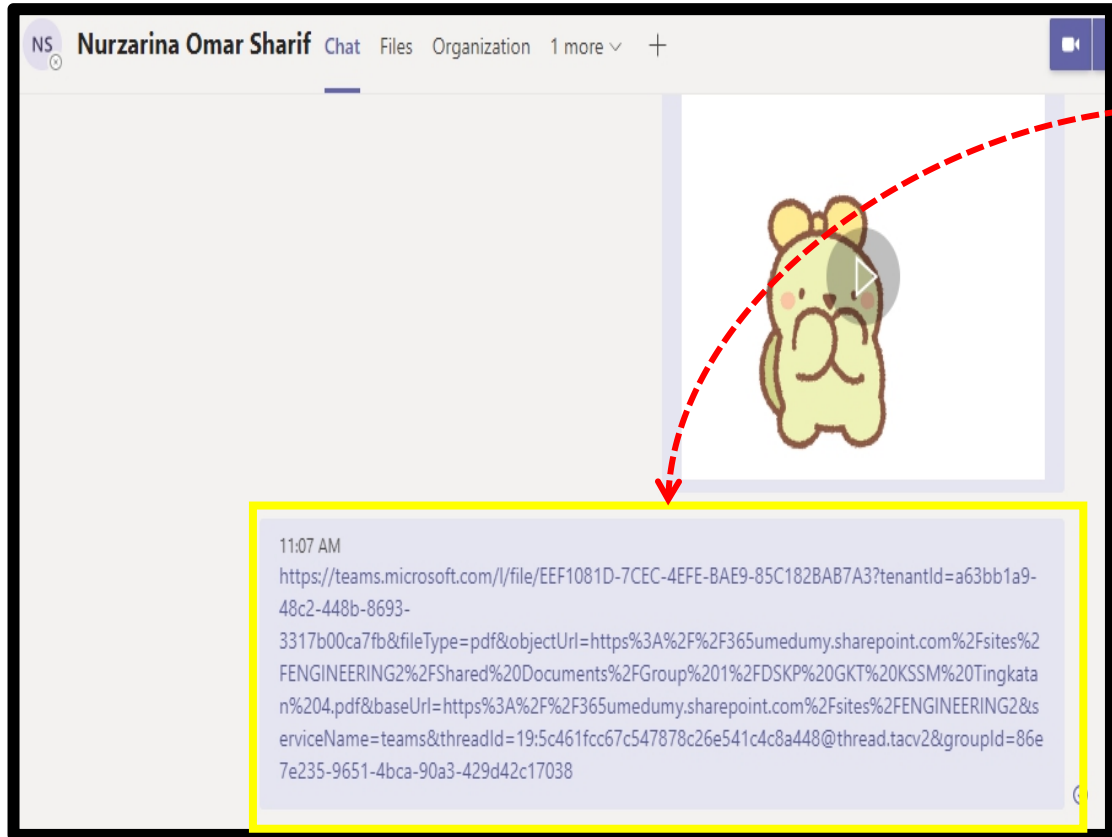 NS Nurzarina Omar Sharif Chat Files Organization 1 more
11:07 AM
https://teams.microsoft.com/l/file/EEF1081D-7CEC-4EFE-BAE9-85C182BAB7A3?tenantId=a63bb1a9-
48c2-448b-8693-
3317b00ca7fb&fileType=pdf&objectUrl=https%3A%2F%2F365umedumy.sharepoint.com%2Fsites%2
FENGINEERING2%2FShared%20Documents%2FGroup%201%2FDSKP%20GKT%20KSSM%20Tingkata
n%204.pdf&baseUrl=https%3A%2F%2F365umedumy.sharepoint.com%2Fsites%2FENGINEERING2&s
erviceName=teams&threadId=19:5c461fcc67c547878c26e541c4c8a448@thread.tacv2&groupId=86e
7e235-9651-4bca-90a3-429d42c17038